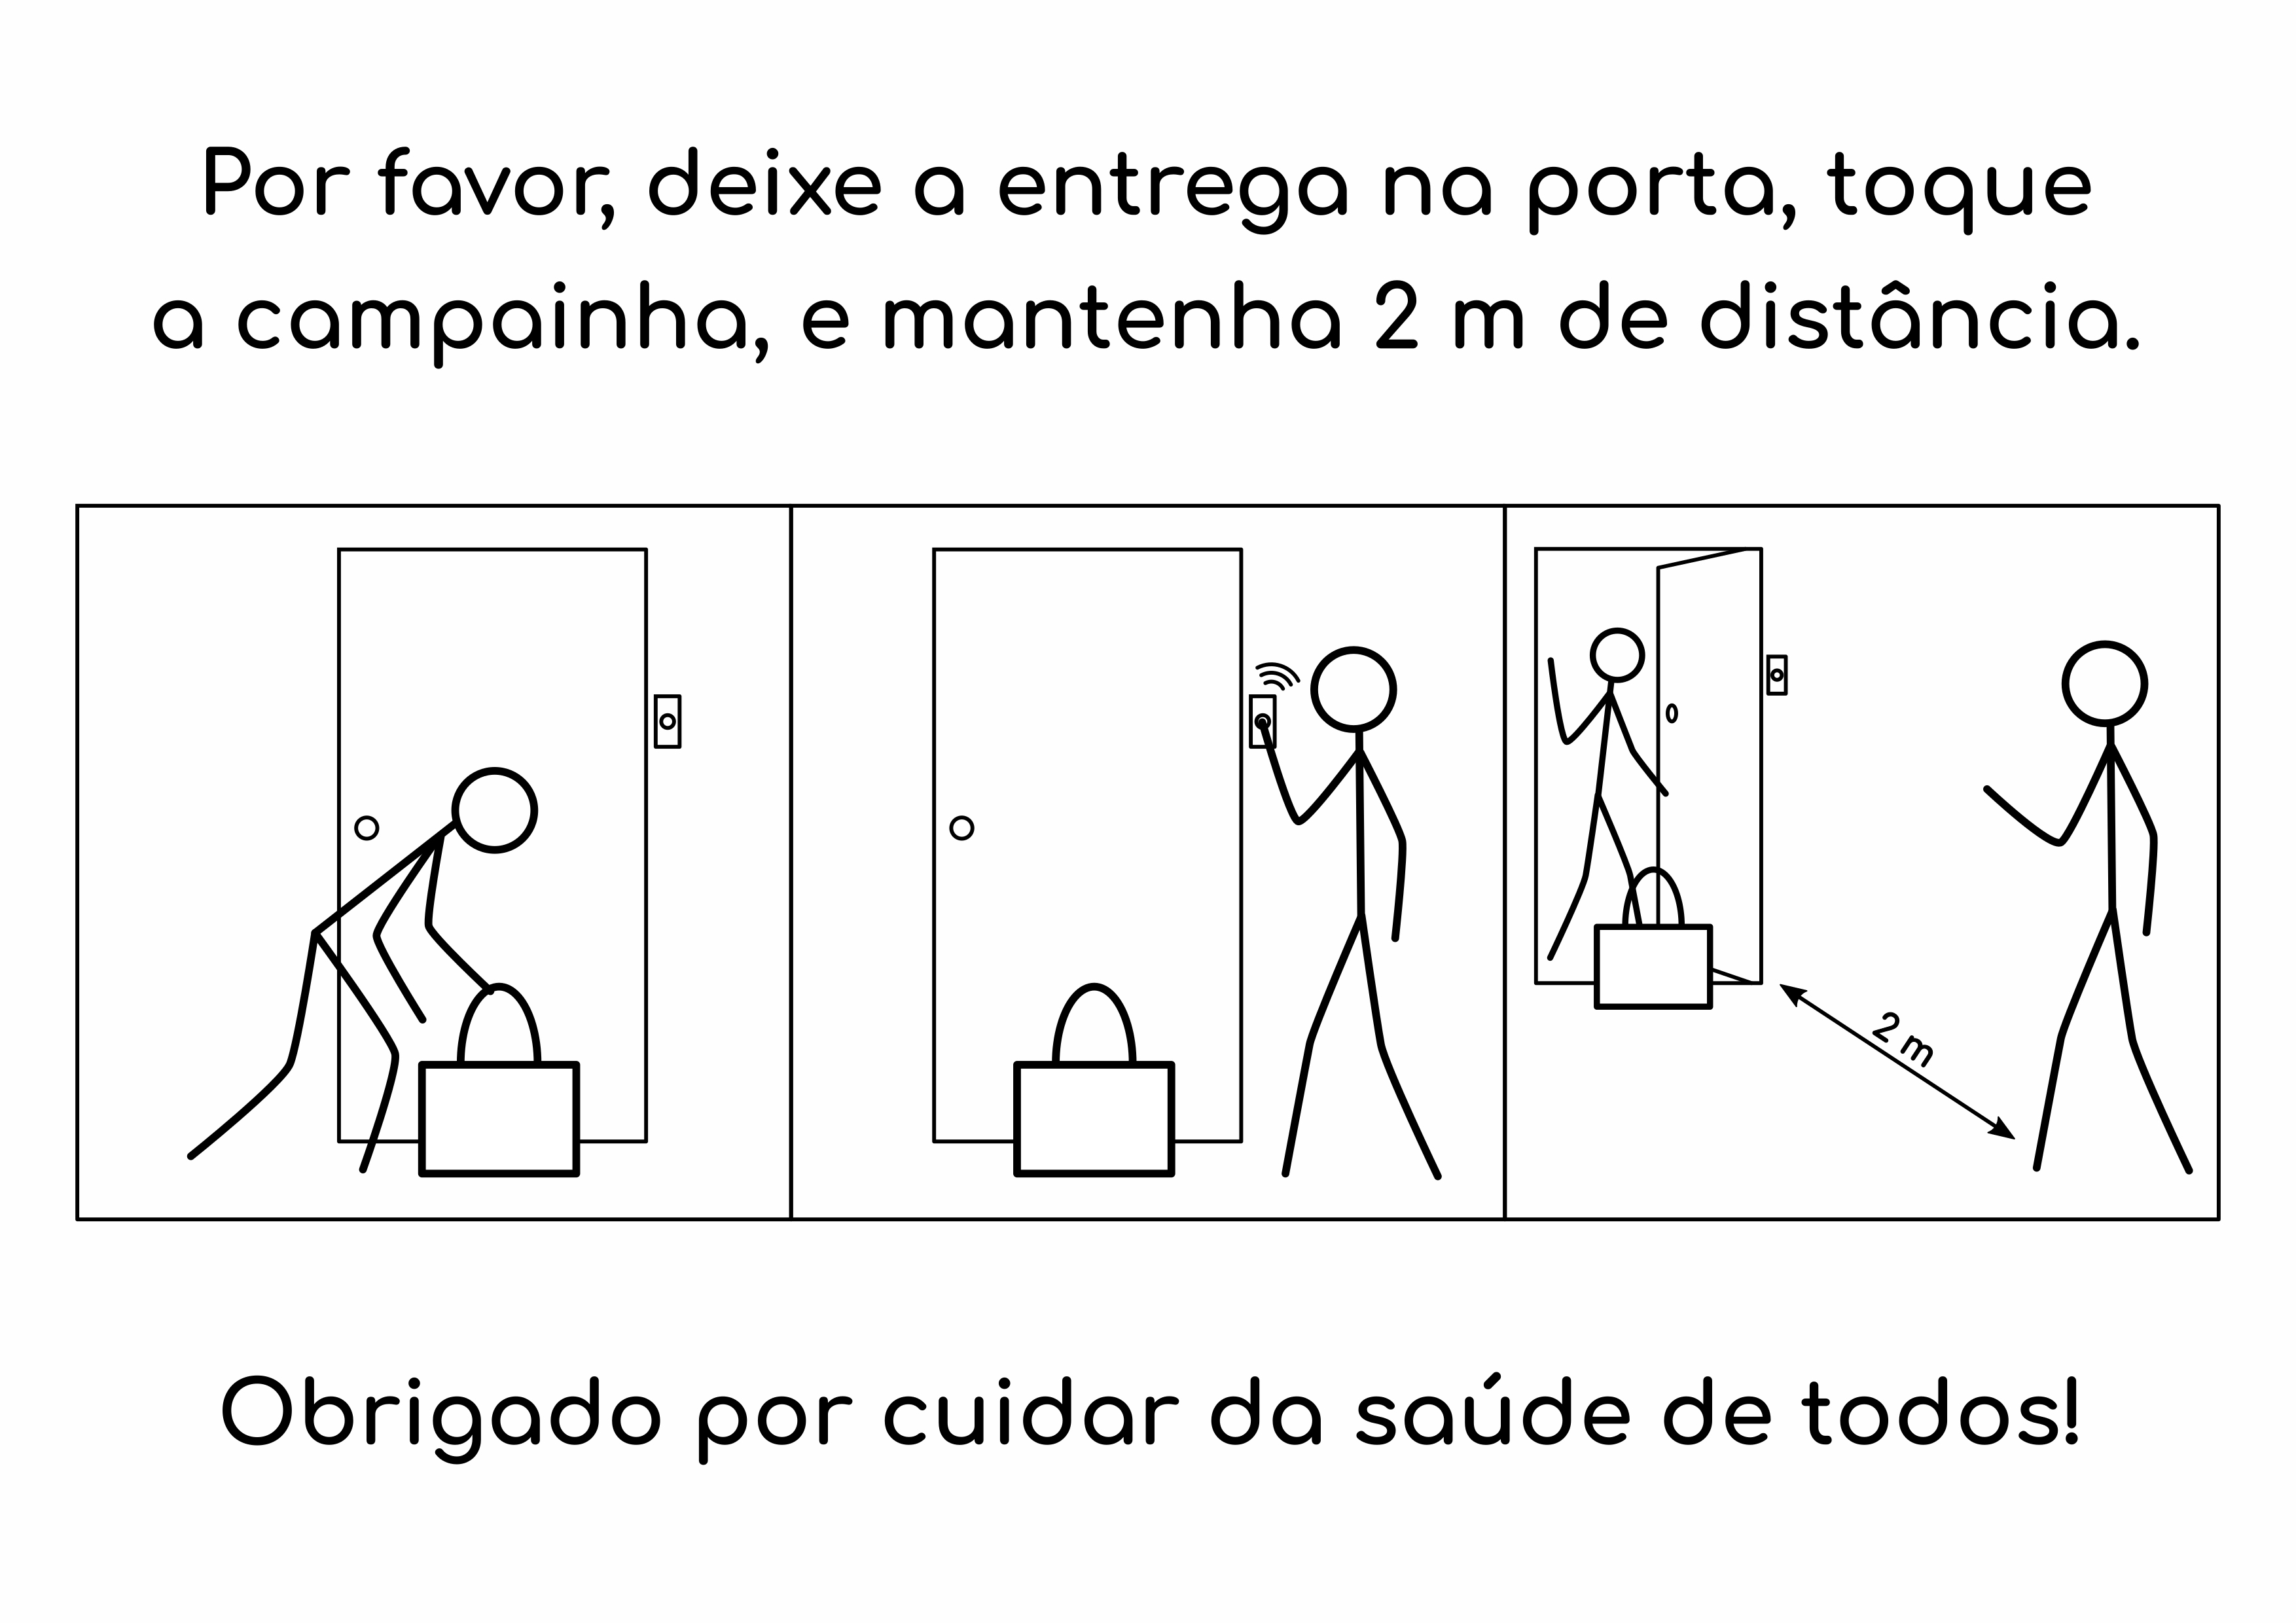 Por favor, deixe a entrega na porta, toque
a campainha, e mantenha 2 m de distância.
2 m
Obrigado por cuidar da saúde de todos!